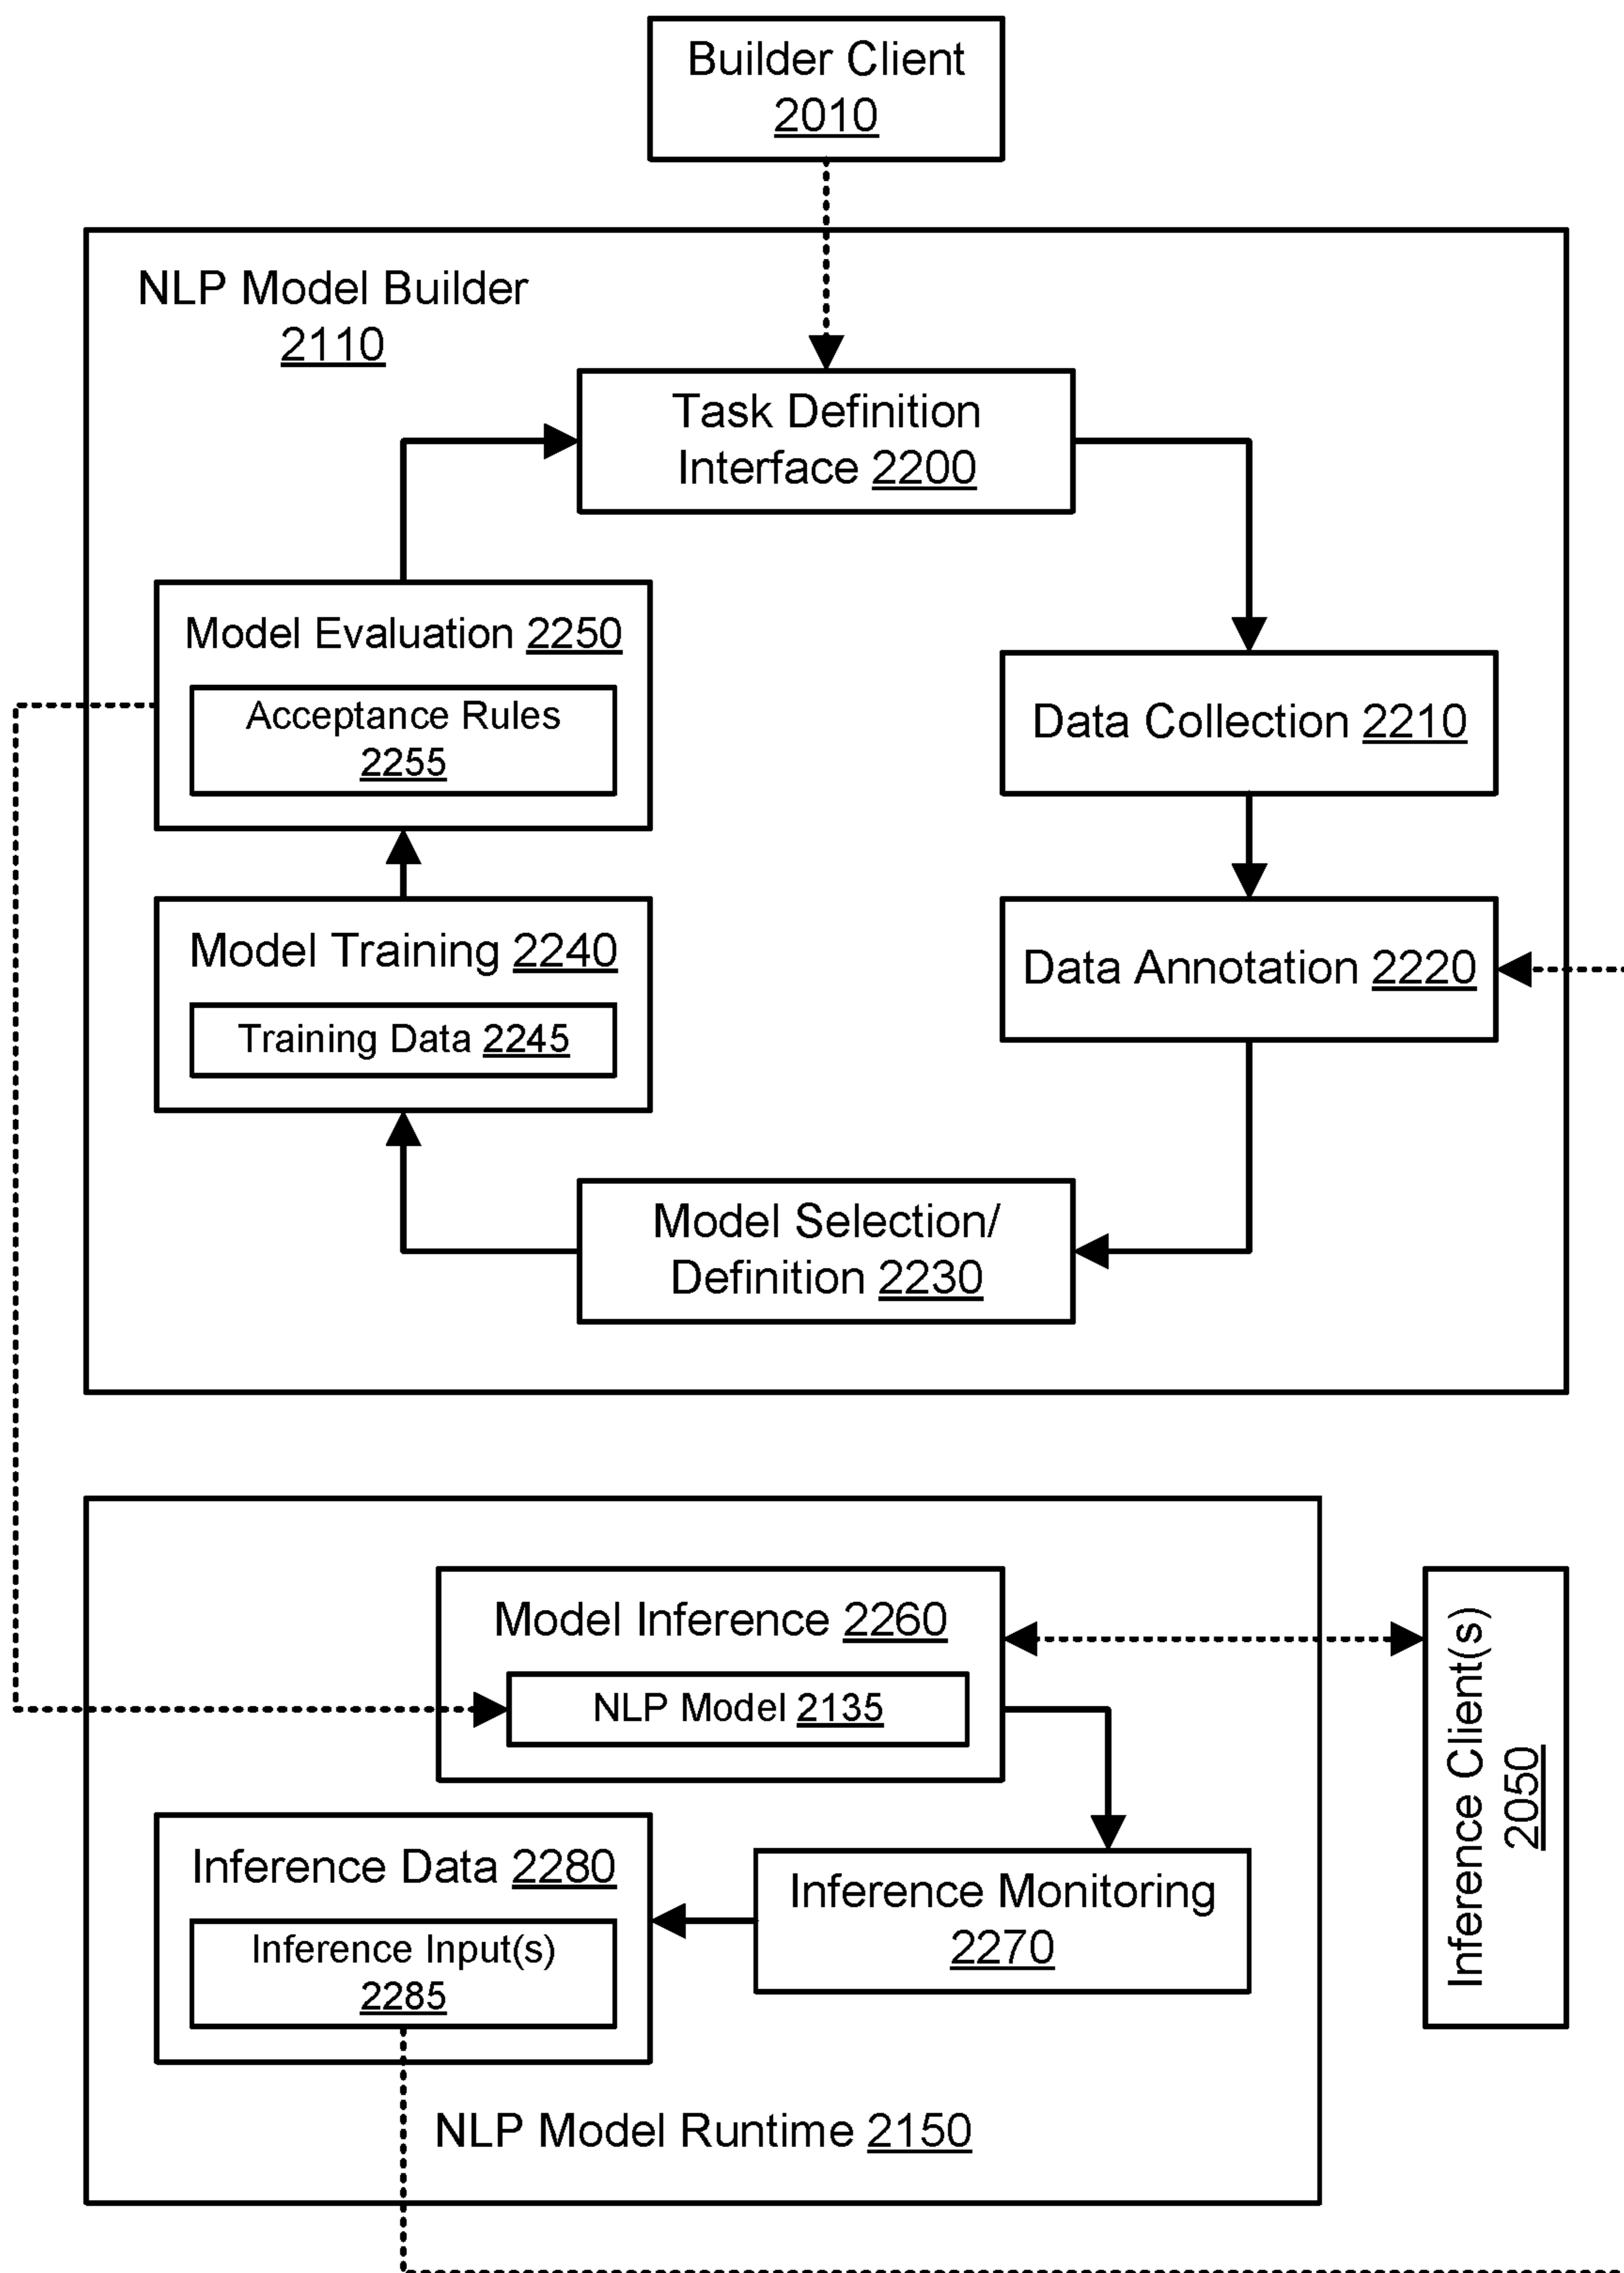 Builder Client
2010
NLP Model Builder
2110
Task Definition
Interface 2200
Model Evaluation 2250
Acceptance Rules
2255
Data Collection 2210
Model Training 2240
Training Data 2245
Data Annotation 2220
Model Selection/
Definition 2230
Model Inference 2260
NLP Model 2135
Inference Client(s)
2050
Inference Data 2280
Inference Input(s)
2285
Inference Monitoring
2270
NLP Model Runtime 2150